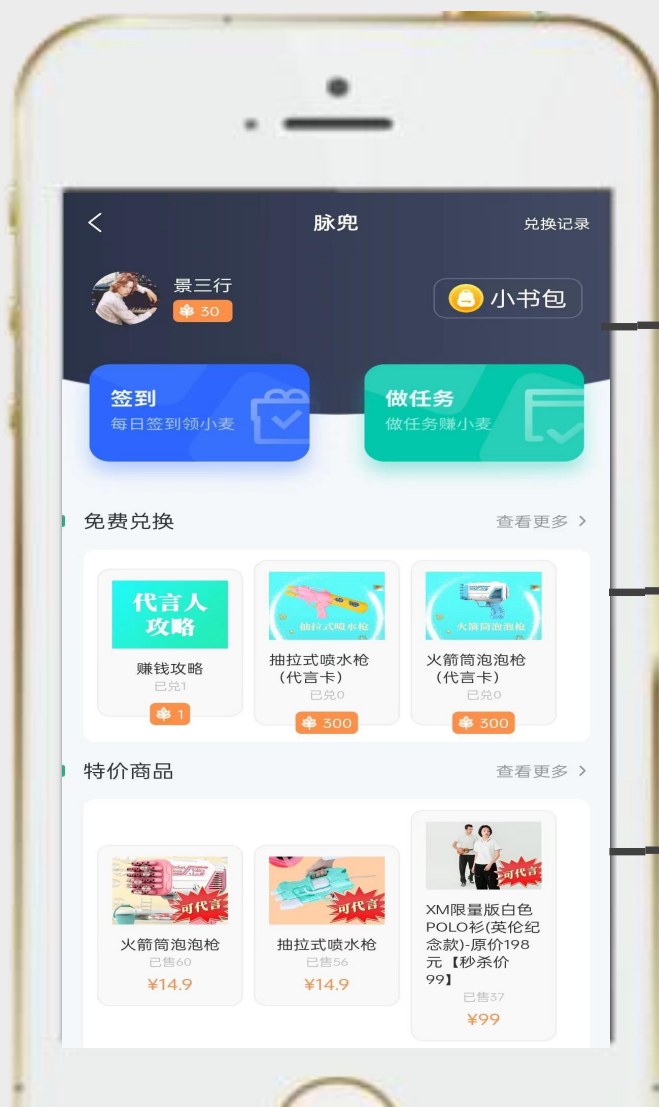 脉兜
兑换记录
景三行
30
小书包
签到
每日签到领小麦
做任务
做任务赚小麦
免费兑换
查看更多
代言人
攻略
赚钱攻略
已兑1
1
抽拉式喷水枪
抽拉式喷水枪
（代言卡）
已兑0
300
火箭筒泡泡枪
火箭筒泡泡枪
（代言卡）
已兑0
300
特价商品
查看更多
可代言
火箭筒泡泡枪
已售60
¥14.9
可代言
抽拉式喷水枪
已售56
¥14.9
可代言
XM限量版白色
POLO衫(英伦纪
念款)-原价198
元【秒杀价
99】
已售37
¥99